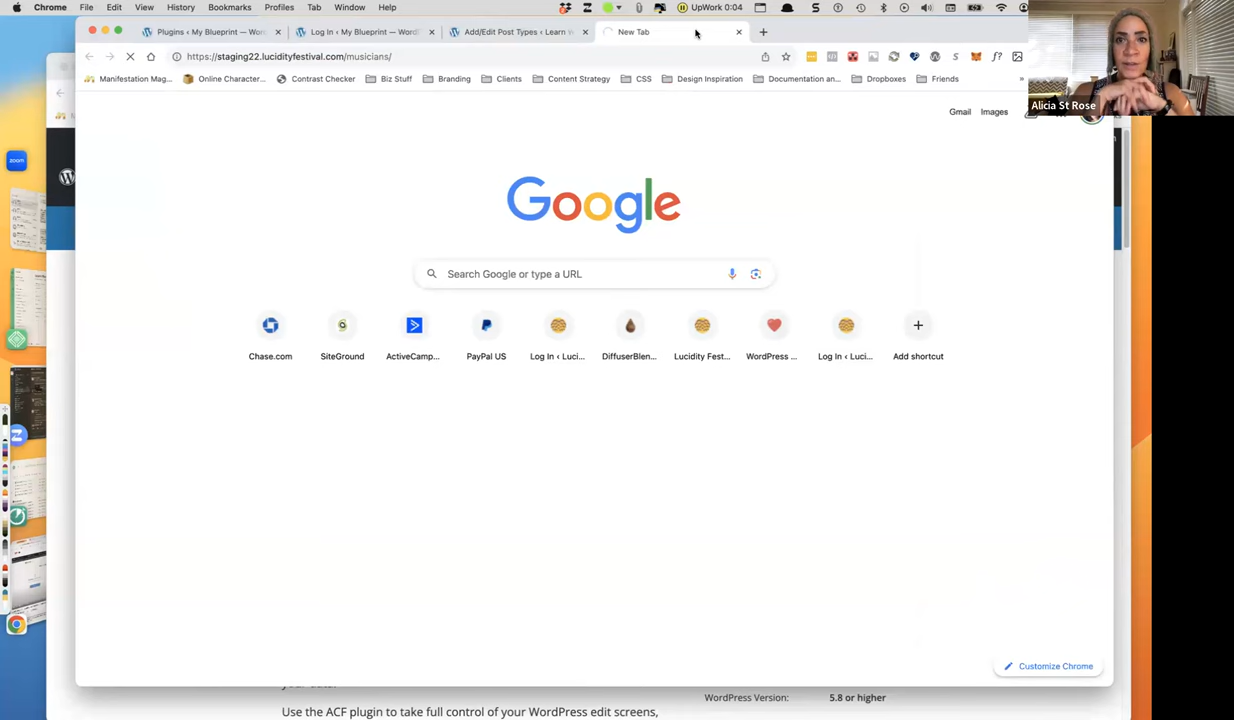 Chrome File Edit View History Bookmarks Profiles Tab Window Help UpWork 0:04
Plugins ‹ My Blueprint — Wor Log In ‹ My Blueprint — Word Add/Edit Post Types ‹ Learn New Tab
https://staging22.lucidityfestival.com/musicians/
Manifestation Mag... Online Character... Contrast Checker Biz Stuff Branding Clients Content Strategy CSS Design Inspiration Documentation an... Dropboxes Friends »
Alicia St Rose
Gmail Images
zoom
Google
Search Google or type a URL
Chase.com SiteGround ActiveCamp... PayPal US Log In ‹ Luci... DiffuserBlen... Lucidity Fest... WordPress ... Log In ‹ Luci... Add shortcut
Customize Chrome
WordPress Version: 5.8 or higher
Use the ACF plugin to take full control of your WordPress edit screens,